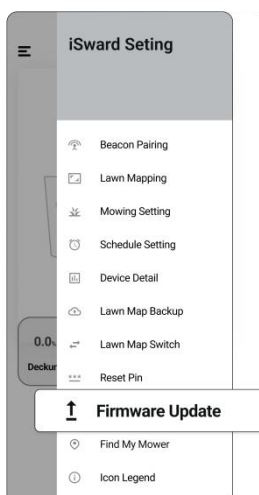 iSward Seting
Beacon Pairing
Lawn Mapping
Mowing Setting
Schedule Setting
Device Detail
Lawn Map Backup
0.0
Lawn Map Switch
Deckun
Reset Pin
Firmware Update
Find My Mower
Icon Legend